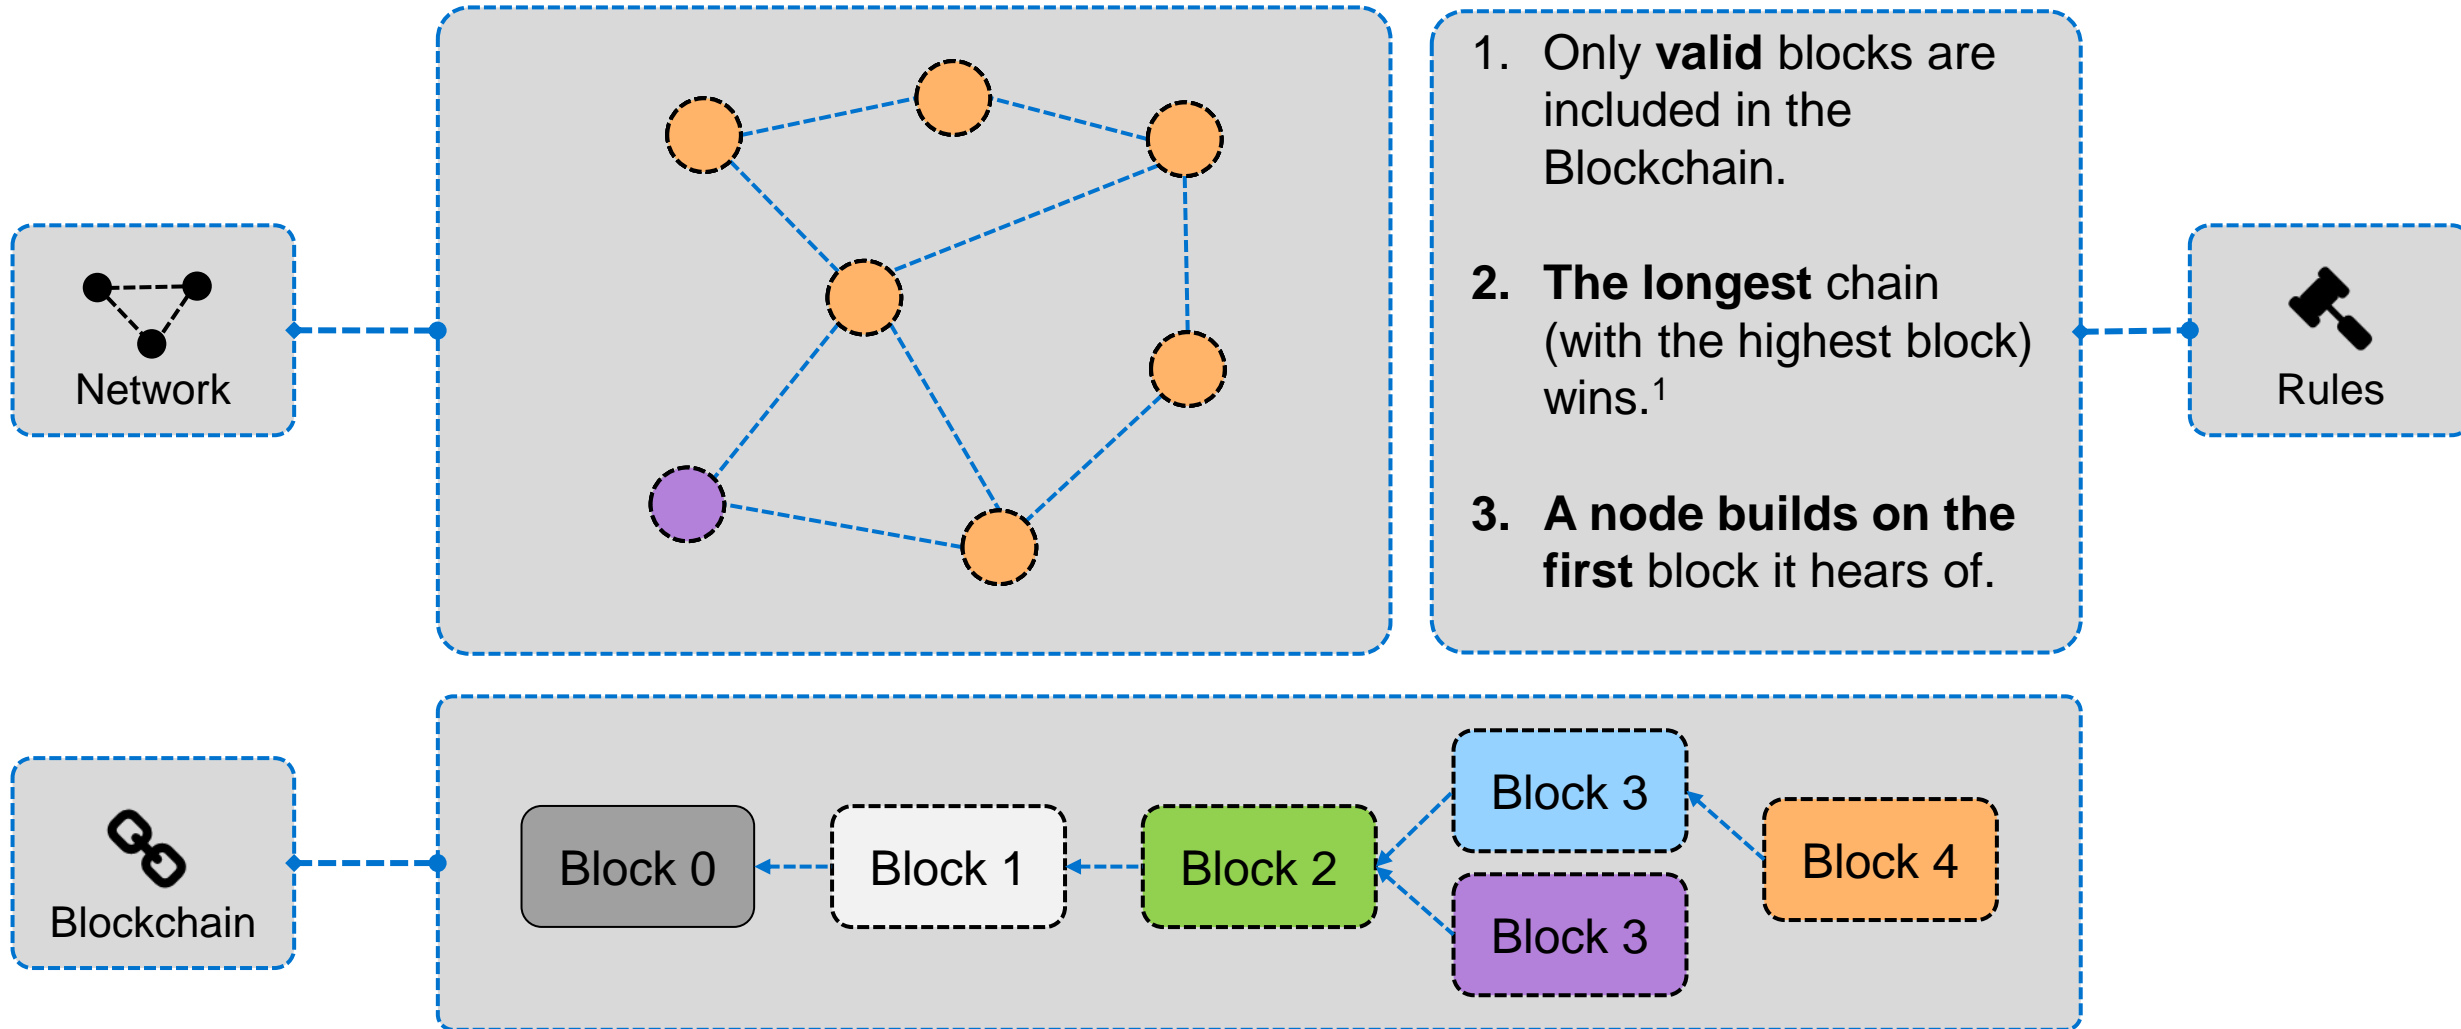 Network
1. Only valid blocks are
included in the
Blockchain.
2. The longest chain
(with the highest block)
wins.¹
3. A node builds on the
first block it hears of.
Rules
Blockchain
Block 0
Block 1
Block 2
Block 3
Block 3
Block 4